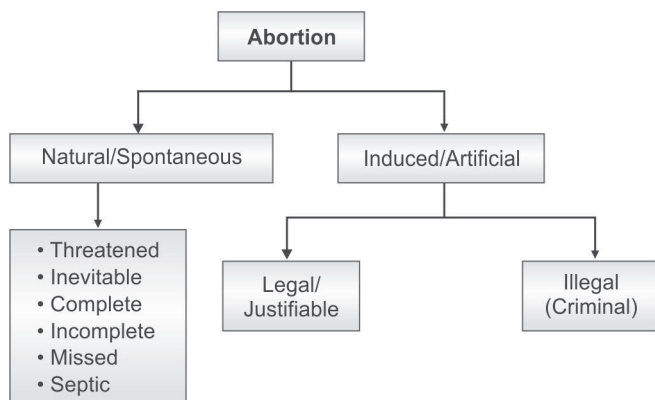 Abortion
Natural/Spontaneous
Induced/Artificial
• Threatened
• Inevitable
• Complete
• Incomplete
• Missed
• Septic
Legal/
Justifiable
Illegal
(Criminal)